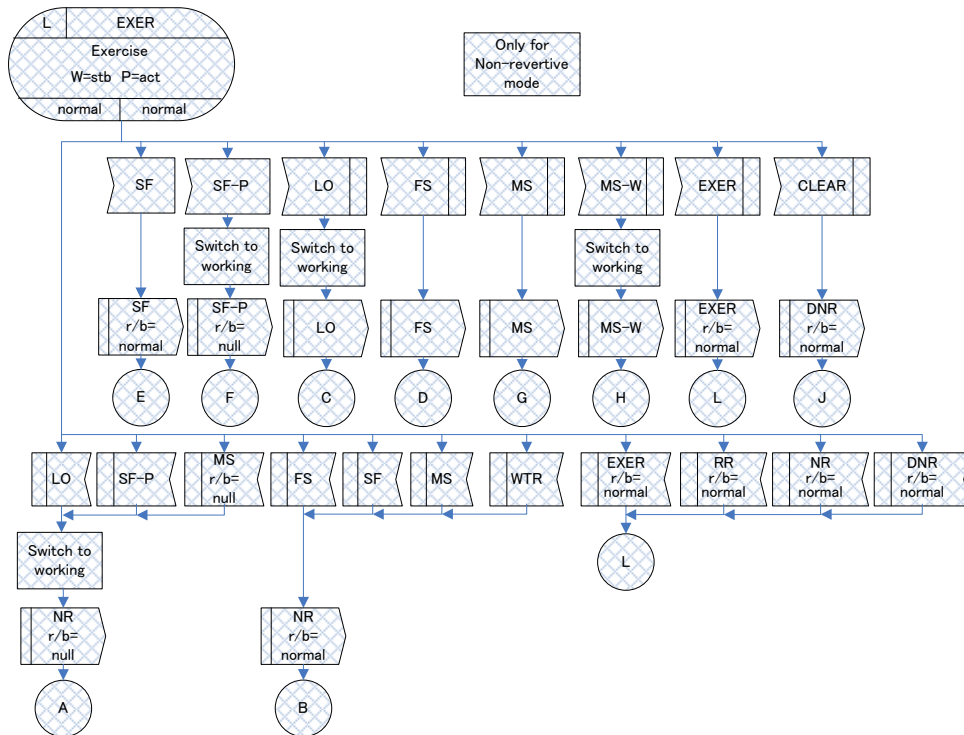 L EXER
Exercise
W=stb P=act
normal normal
Only for
Non-revertive
mode
SF SF-P LO FS MS MS-W EXER CLEAR
Switch to
working
Switch to
working
Switch to
working
SF
r/b=
normal
SF-P
r/b=
null
LO
FS
MS
MS-W
EXER
r/b=
normal
DNR
r/b=
normal
E F C D G H L J
LO
SF-P
MS
r/b=
null
FS
SF
MS
WTR
EXER
r/b=
normal
RR
r/b=
normal
NR
r/b=
normal
DNR
r/b=
normal
Switch to
working
L
NR
r/b=
null
NR
r/b=
normal
A B